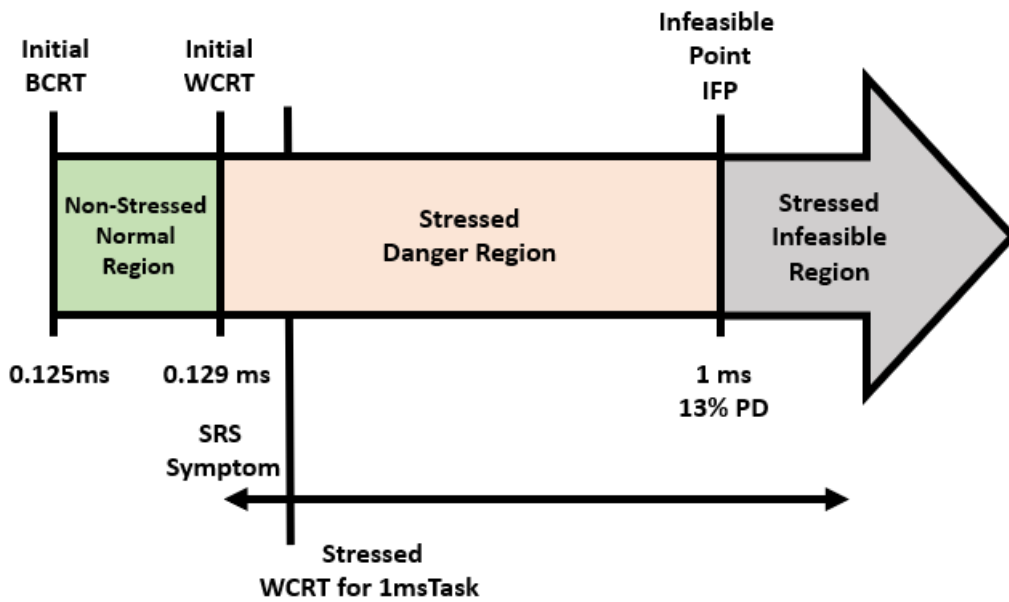 Initial
BCRT
Initial
WCRT
Infeasible
Point
IFP
Non-Stressed
Normal
Region
Stressed
Danger Region
Stressed
Infeasible
Region
0.125ms
0.129 ms
1 ms
13% PD
SRS
Symptom
Stressed
WCRT for 1msTask